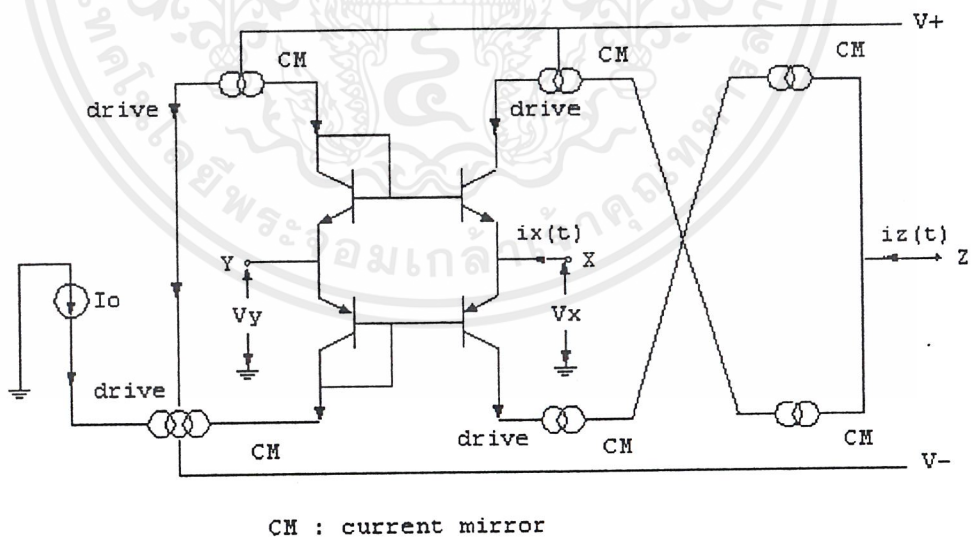 V+
CM
CM
CM
drive
drive
ix(t)
iz(t)
Y
X
Z
Io
Vy
Vx
drive
drive
CM
CM
CM
V-
CM : current mirror